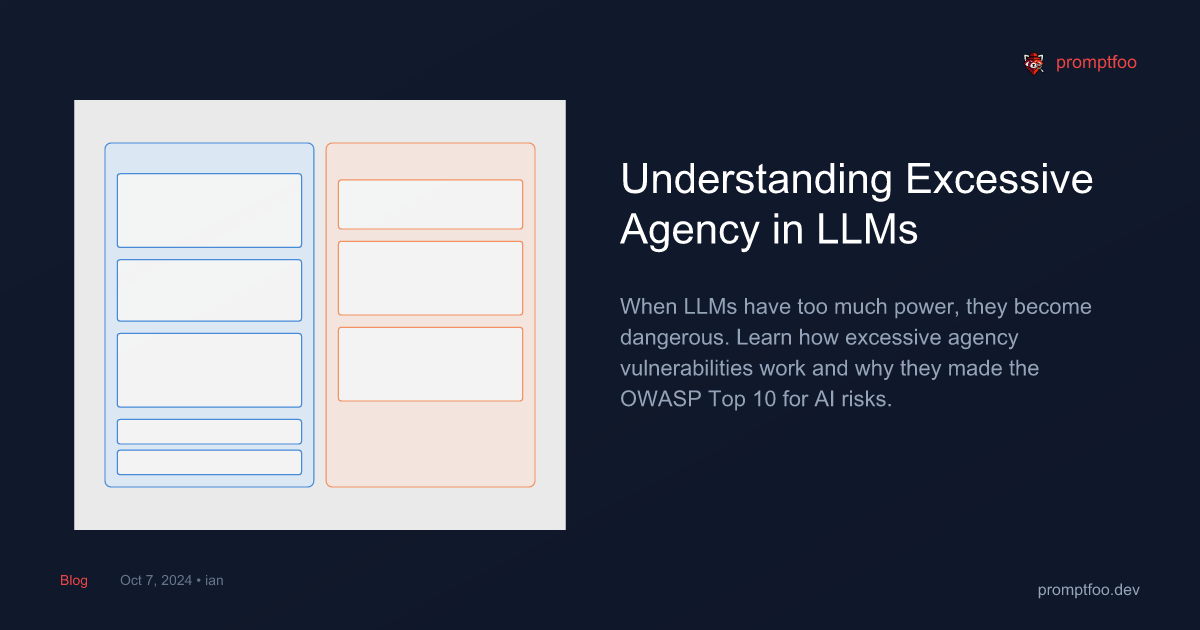 promptfoo
Understanding Excessive
Agency in LLMs
When LLMs have too much power, they become
dangerous. Learn how excessive agency
vulnerabilities work and why they made the
OWASP Top 10 for AI risks.
Blog Oct 7, 2024 • ian
promptfoo.dev